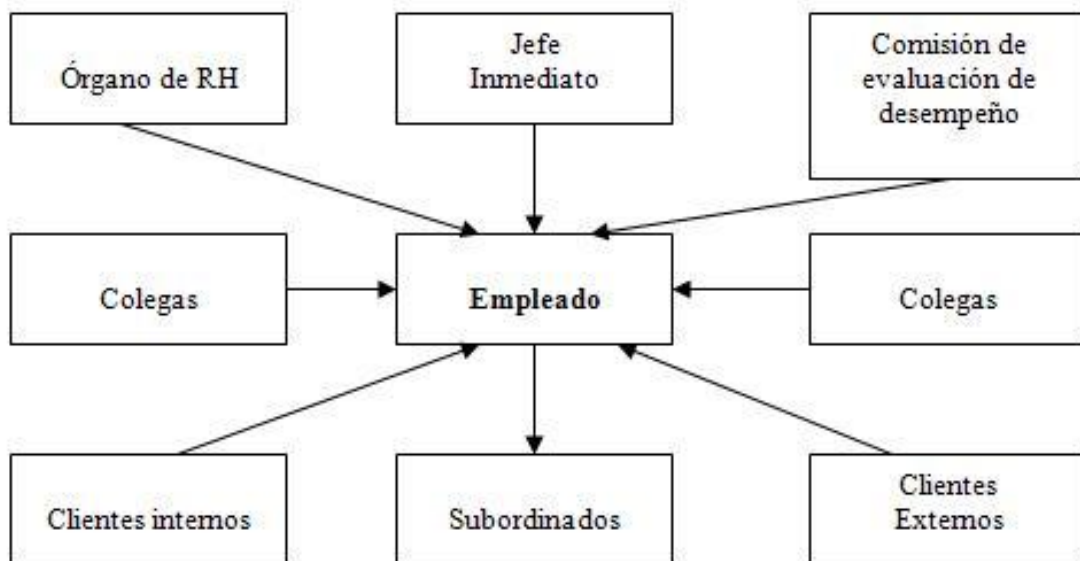 Órgano de RH
Jefe
Inmediato
Comisión de
evaluación de
desempeño
Colegas
Empleado
Colegas
Clientes internos
Subordinados
Clientes
Externos